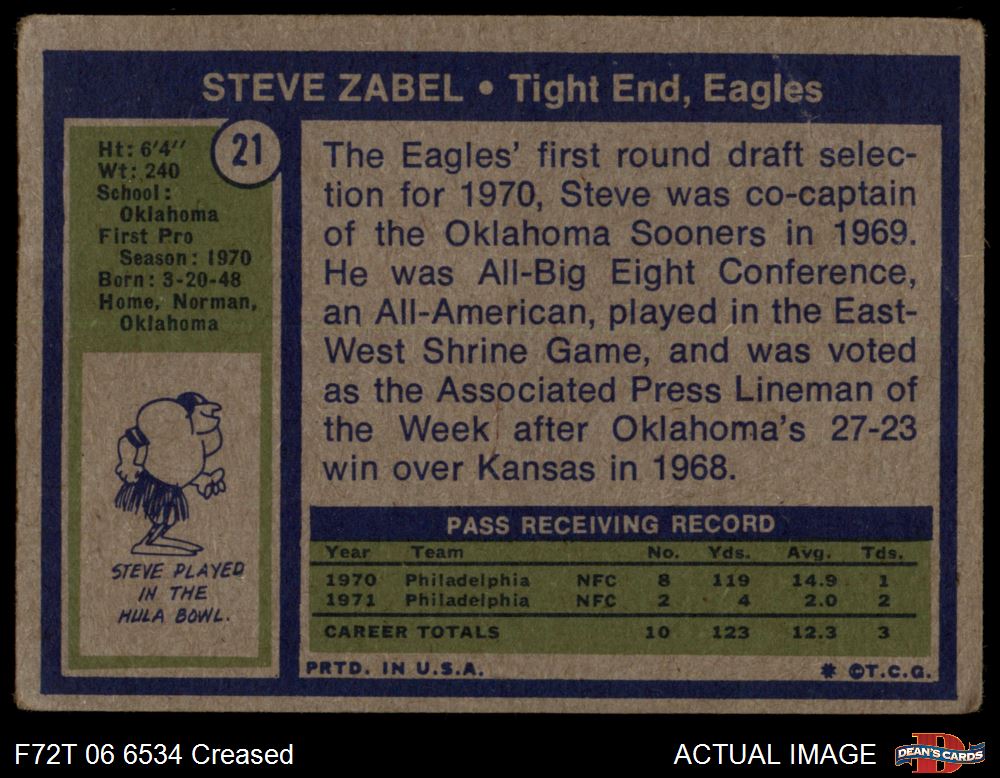 STEVE ZABEL • Tight End, Eagles
21
Ht: 6'4''
Wt: 240
School:
Oklahoma
First Pro
Season: 1970
Born: 3-20-48
Home, Norman,
Oklahoma
STEVE PLAYED
IN THE
HULA BOWL.
The Eagles' first round draft selec-
tion for 1970, Steve was co-captain
of the Oklahoma Sooners in 1969.
He was All-Big Eight Conference,
an All-American, played in the East-
West Shrine Game, and was voted
as the Associated Press Lineman of
the Week after Oklahoma's 27-23
win over Kansas in 1968.
PASS RECEIVING RECORD
Year Team No. Yds. Avg. Tds.
1970 Philadelphia NFC 8 119 14.9 1
1971 Philadelphia NFC 2 4 2.0 2
CAREER TOTALS 10 123 12.3 3
PRTD. IN U.S.A. * ©T.C.G.
F72T 06 6534 Creased
ACTUAL IMAGE
D
DEAN'S CARDS